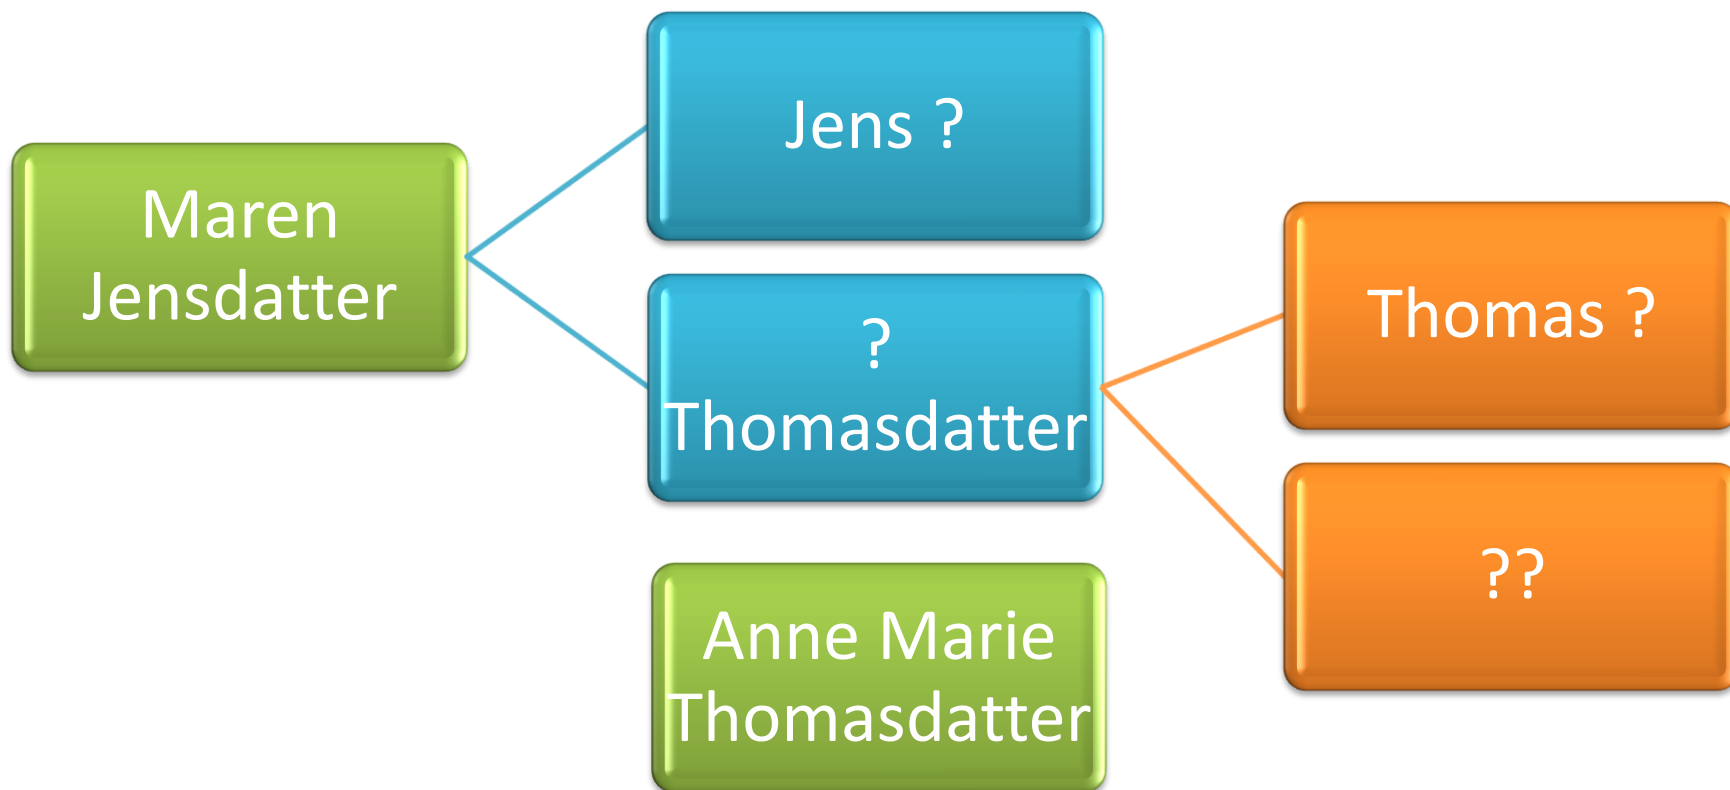 Maren
Jensdatter
Jens ?
?
Thomasdatter
Anne Marie
Thomasdatter
Thomas ?
??